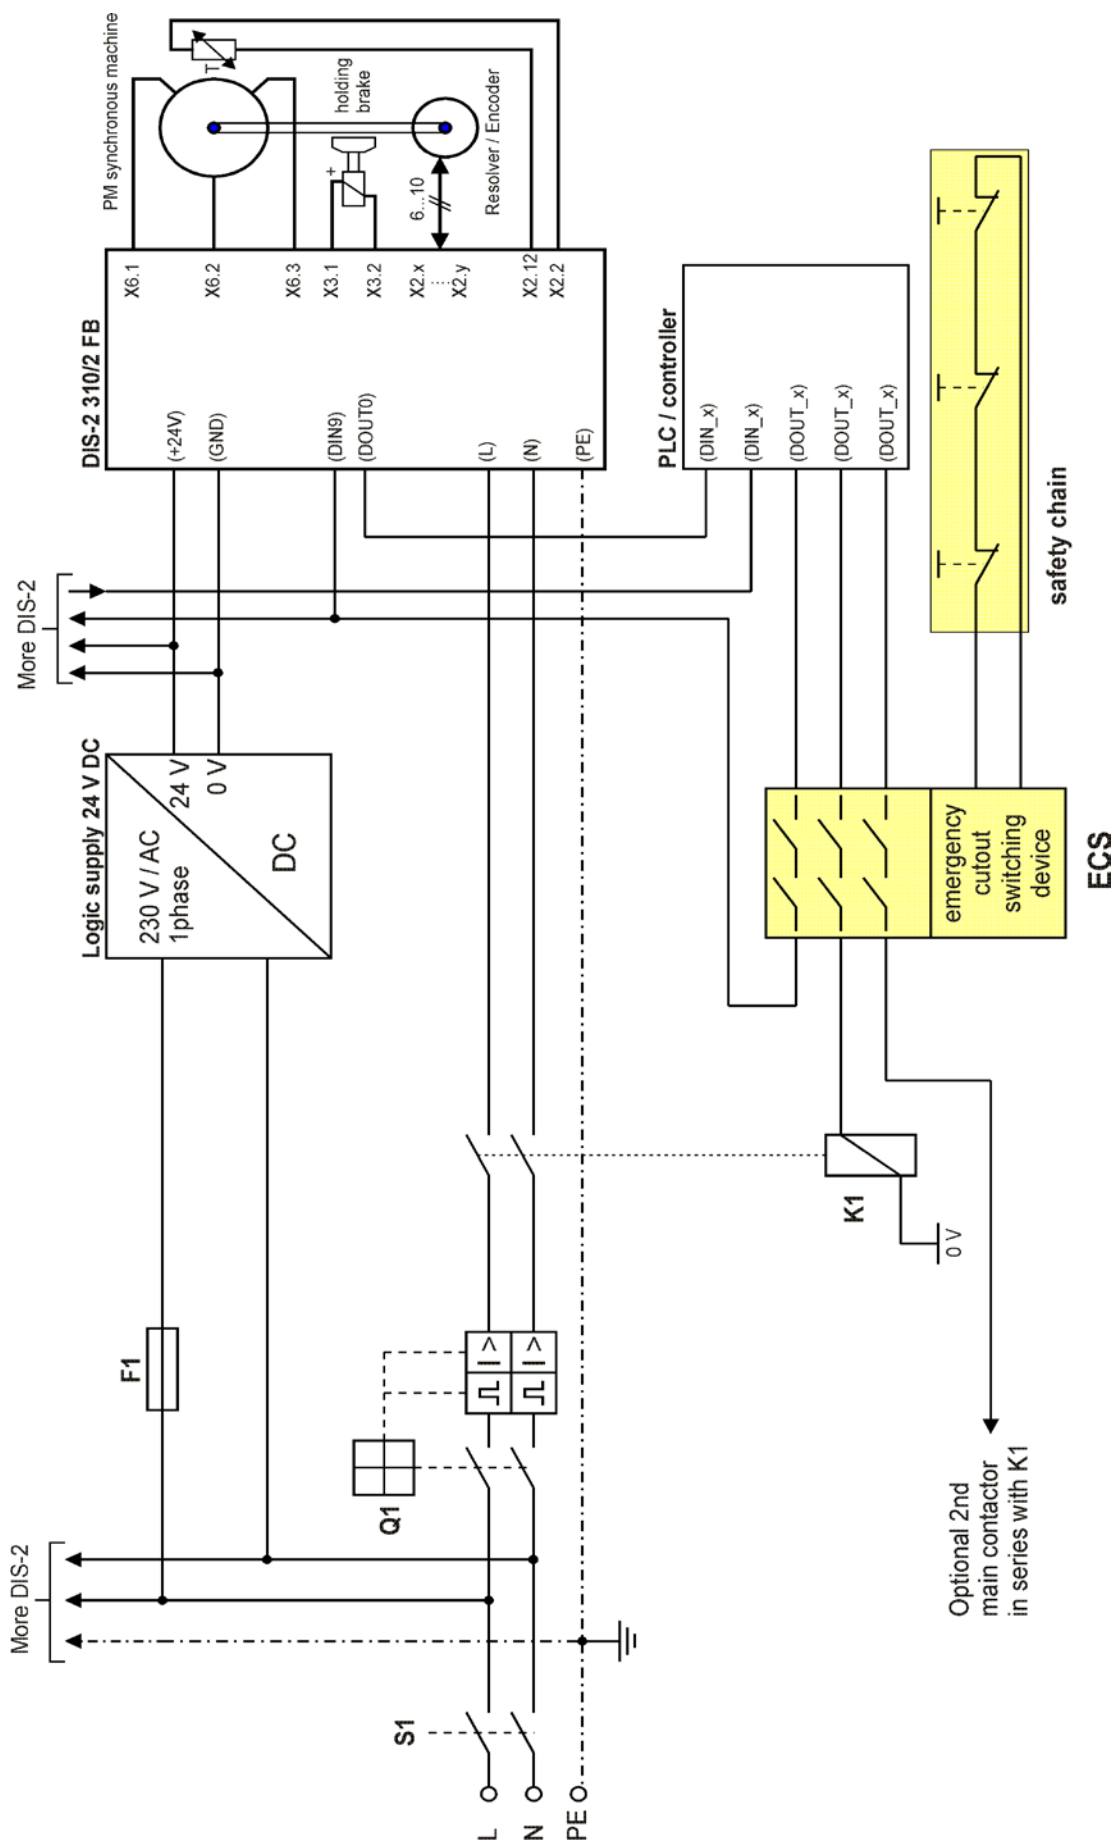 More DIS-2
More DIS-2
Logic supply 24 V DC
230 V / AC
1phase
24 V
0 V
DC
F1
DIS-2 310/2 FB
(+24V)
(GND)
(DIN9)
(DOUT0)
(L)
(N)
(PE)
X6.1
X6.2
X6.3
X3.1
X3.2
X2.x
X2.y
X2.12
X2.2
PM synchronous machine
T
+
holding
brake
6...10
Resolver / Encoder
S1
Q1
I >
I >
L
N
PE
K1
0 V
PLC / controller
(DIN_x)
(DIN_x)
(DOUT_x)
(DOUT_x)
(DOUT_x)
emergency
cutout
switching
device
ECS
safety chain
Optional 2nd
main contactor
in series with K1